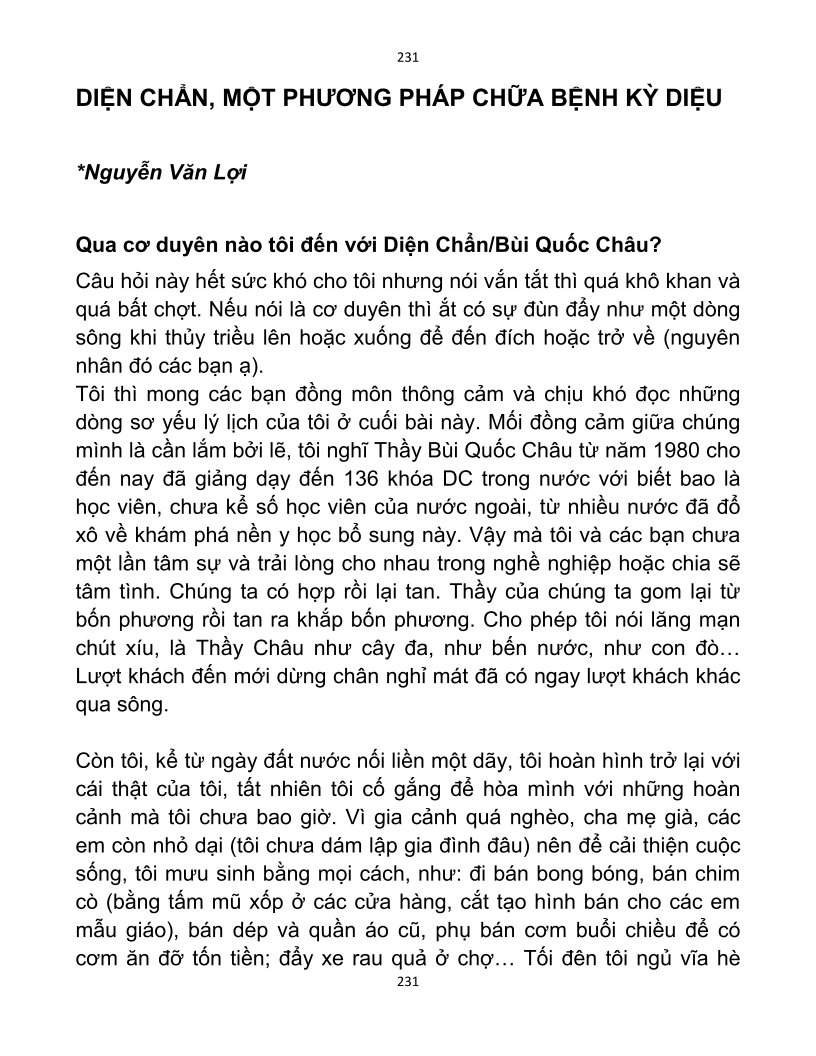 231
DIỆN CHẨN, MỘT PHƯƠNG PHÁP CHỮA BỆNH KỲ DIỆU
*Nguyễn Văn Lợi
Qua cơ duyên nào tôi đến với Diện Chẩn/Bùi Quốc Châu?
Câu hỏi này hết sức khó cho tôi nhưng nói vắn tắt thì quá khô khan và
quá bất chợt. Nếu nói là cơ duyên thì ắt có sự đùn đẩy như một dòng
sông khi thủy triều lên hoặc xuống để đến đích hoặc trở về (nguyên
nhân đó các bạn ạ).
Tôi thì mong các bạn đồng môn thông cảm và chịu khó đọc những
dòng sơ yếu lý lịch của tôi ở cuối bài này. Mối đồng cảm giữa chúng
mình là cần lắm bởi lẽ, tôi nghĩ Thầy Bùi Quốc Châu từ năm 1980 cho
đến nay đã giảng dạy đến 136 khóa DC trong nước với biết bao là
học viên, chưa kể số học viên của nước ngoài, từ nhiều nước đã đổ
xô về khám phá nền y học bổ sung này. Vậy mà tôi và các bạn chưa
một lần tâm sự và trải lòng cho nhau trong nghề nghiệp hoặc chia sẽ
tâm tình. Chúng ta có hợp rồi lại tan. Thầy của chúng ta gom lại từ
bốn phương rồi tan ra khắp bốn phương. Cho phép tôi nói lăng mạn
chút xíu, là Thầy Châu như cây đa, như bến nước, như con đò…
Lượt khách đến mới dừng chân nghỉ mát đã có ngay lượt khách khác
qua sông.
Còn tôi, kể từ ngày đất nước nối liền một dãy, tôi hoàn hình trở lại với
cái thật của tôi, tất nhiên tôi cố gắng để hòa mình với những hoàn
cảnh mà tôi chưa bao giờ. Vì gia cảnh quá nghèo, cha mẹ già, các
em còn nhỏ dại (tôi chưa dám lập gia đình đâu) nên để cải thiện cuộc
sống, tôi mưu sinh bằng mọi cách, như: đi bán bong bóng, bán chim
cò (bằng tấm mũ xốp ở các cửa hàng, cắt tạo hình bán cho các em
mẫu giáo), bán dép và quần áo cũ, phụ bán cơm buổi chiều để có
cơm ăn đỡ tốn tiền; đẩy xe rau quả ở chợ… Tối đên tôi ngủ vĩa hè
231